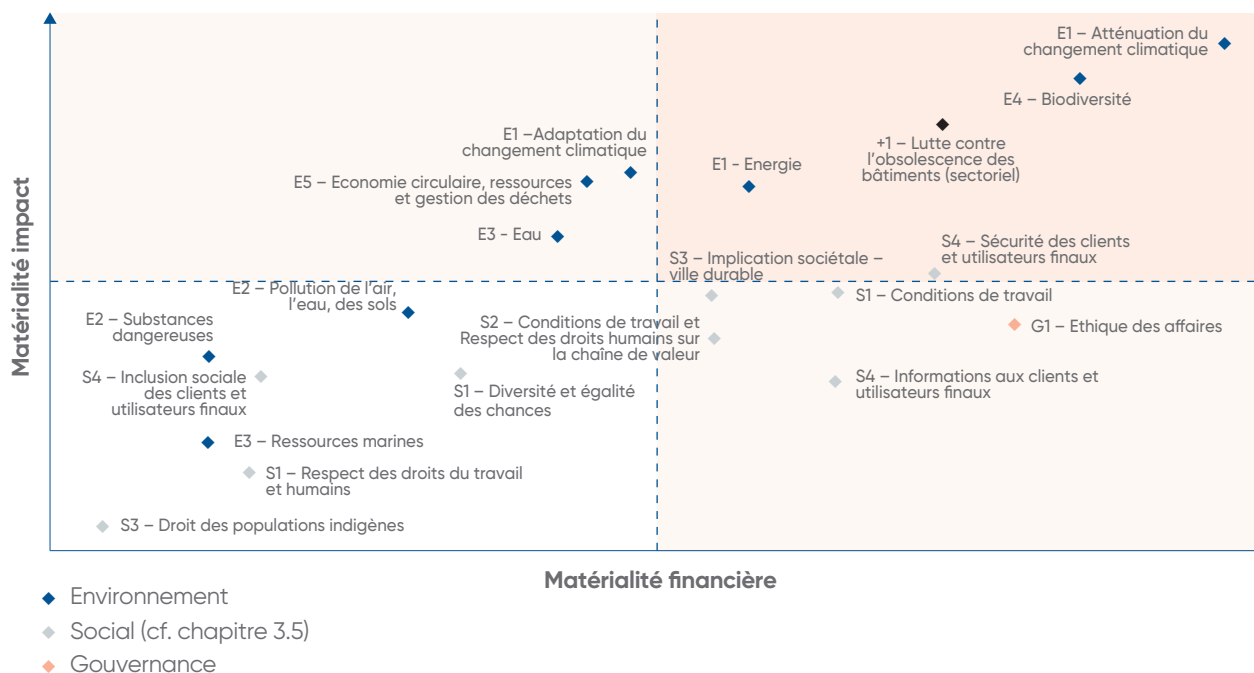 E1 – Atténuation du
changement climatique
E4 – Biodiversité
+1 – Lutte contre
l’obsolescence des
bâtiments (sectoriel)
E1 –Adaptation du
changement climatique
E1 - Energie
E5 – Economie circulaire, ressources
et gestion des déchets
E3 - Eau
S4 – Sécurité des clients
et utilisateurs finaux
S3 – Implication sociétale –
ville durable
E2 – Pollution de l’air,
l’eau, des sols
S1 – Conditions de travail
E2 – Substances
dangereuses
S2 – Conditions de travail et
Respect des droits humains sur
la chaîne de valeur
G1 – Ethique des affaires
S4 – Inclusion sociale
des clients et
utilisateurs finaux
S1 – Diversité et égalité
des chances
S4 – Informations aux clients et
utilisateurs finaux
E3 – Ressources marines
S1 – Respect des droits du travail
et humains
S3 – Droit des populations indigènes
Matérialité impact
Matérialité financière
Environnement
Social (cf. chapitre 3.5)
Gouvernance